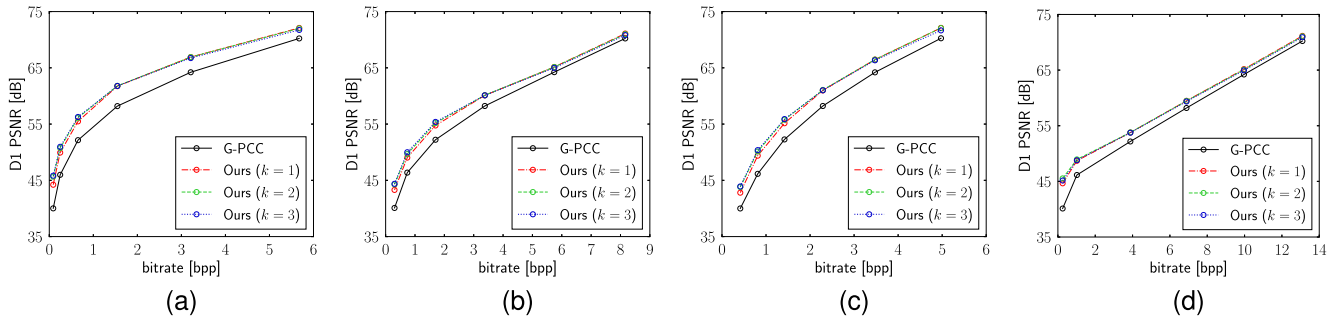 75
65
55
45
35
D1 PSNR [dB]
G-PCC
Ours (k = 1)
Ours (k = 2)
Ours (k = 3)
0 1 2 3 4 5 6
bitrate [bpp]
(a)
75
65
55
45
35
D1 PSNR [dB]
G-PCC
Ours (k = 1)
Ours (k = 2)
Ours (k = 3)
0 1 2 3 4 5 6 7 8 9
bitrate [bpp]
(b)
75
65
55
45
35
D1 PSNR [dB]
G-PCC
Ours (k = 1)
Ours (k = 2)
Ours (k = 3)
0 1 2 3 4 5 6
bitrate [bpp]
(c)
75
65
55
45
35
D1 PSNR [dB]
G-PCC
Ours (k = 1)
Ours (k = 2)
Ours (k = 3)
0 2 4 6 8 10 12 14
bitrate [bpp]
(d)